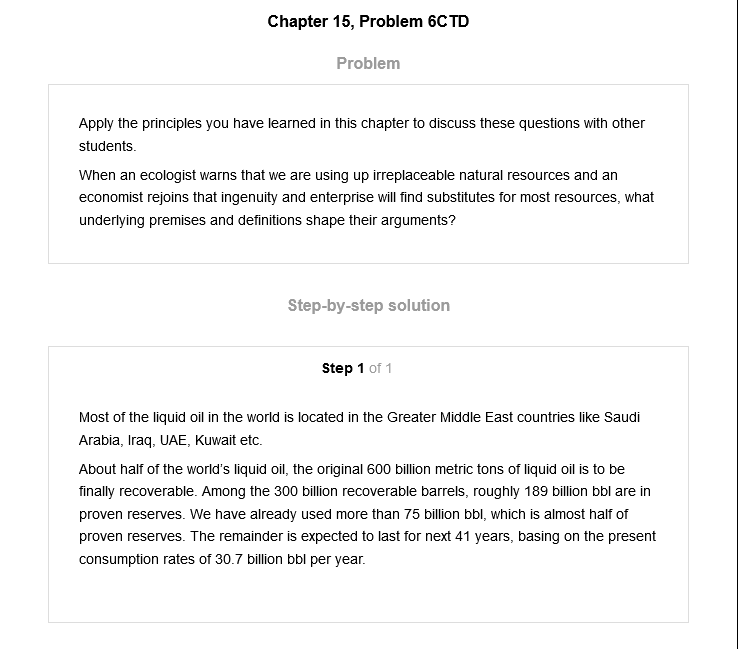 Chapter 15, Problem 6CTD
Problem
Apply the principles you have learned in this chapter to discuss these questions with other
students.
When an ecologist warns that we are using up irreplaceable natural resources and an
economist rejoins that ingenuity and enterprise will find substitutes for most resources, what
underlying premises and definitions shape their arguments?
Step-by-step solution
Step 1 of 1
Most of the liquid oil in the world is located in the Greater Middle East countries like Saudi
Arabia, Iraq, UAE, Kuwait etc.
About half of the world's liquid oil, the original 600 billion metric tons of liquid oil is to be
finally recoverable. Among the 300 billion recoverable barrels, roughly 189 billion bbl are in
proven reserves. We have already used more than 75 billion bbl, which is almost half of
proven reserves. The remainder is expected to last for next 41 years, basing on the present
consumption rates of 30.7 billion bbl per year.